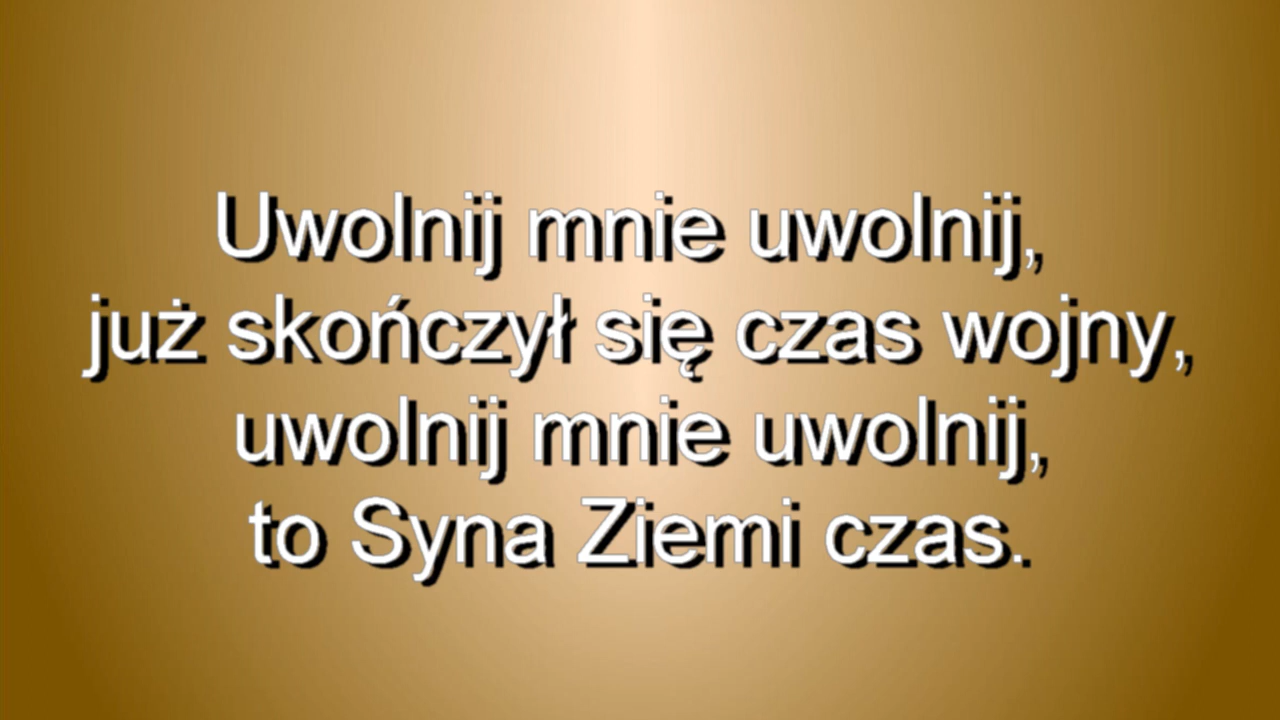 Uwolnij mnie uwolnij,
już skończył się czas wojny,
uwolnij mnie uwolnij,
to Syna Ziemi czas.